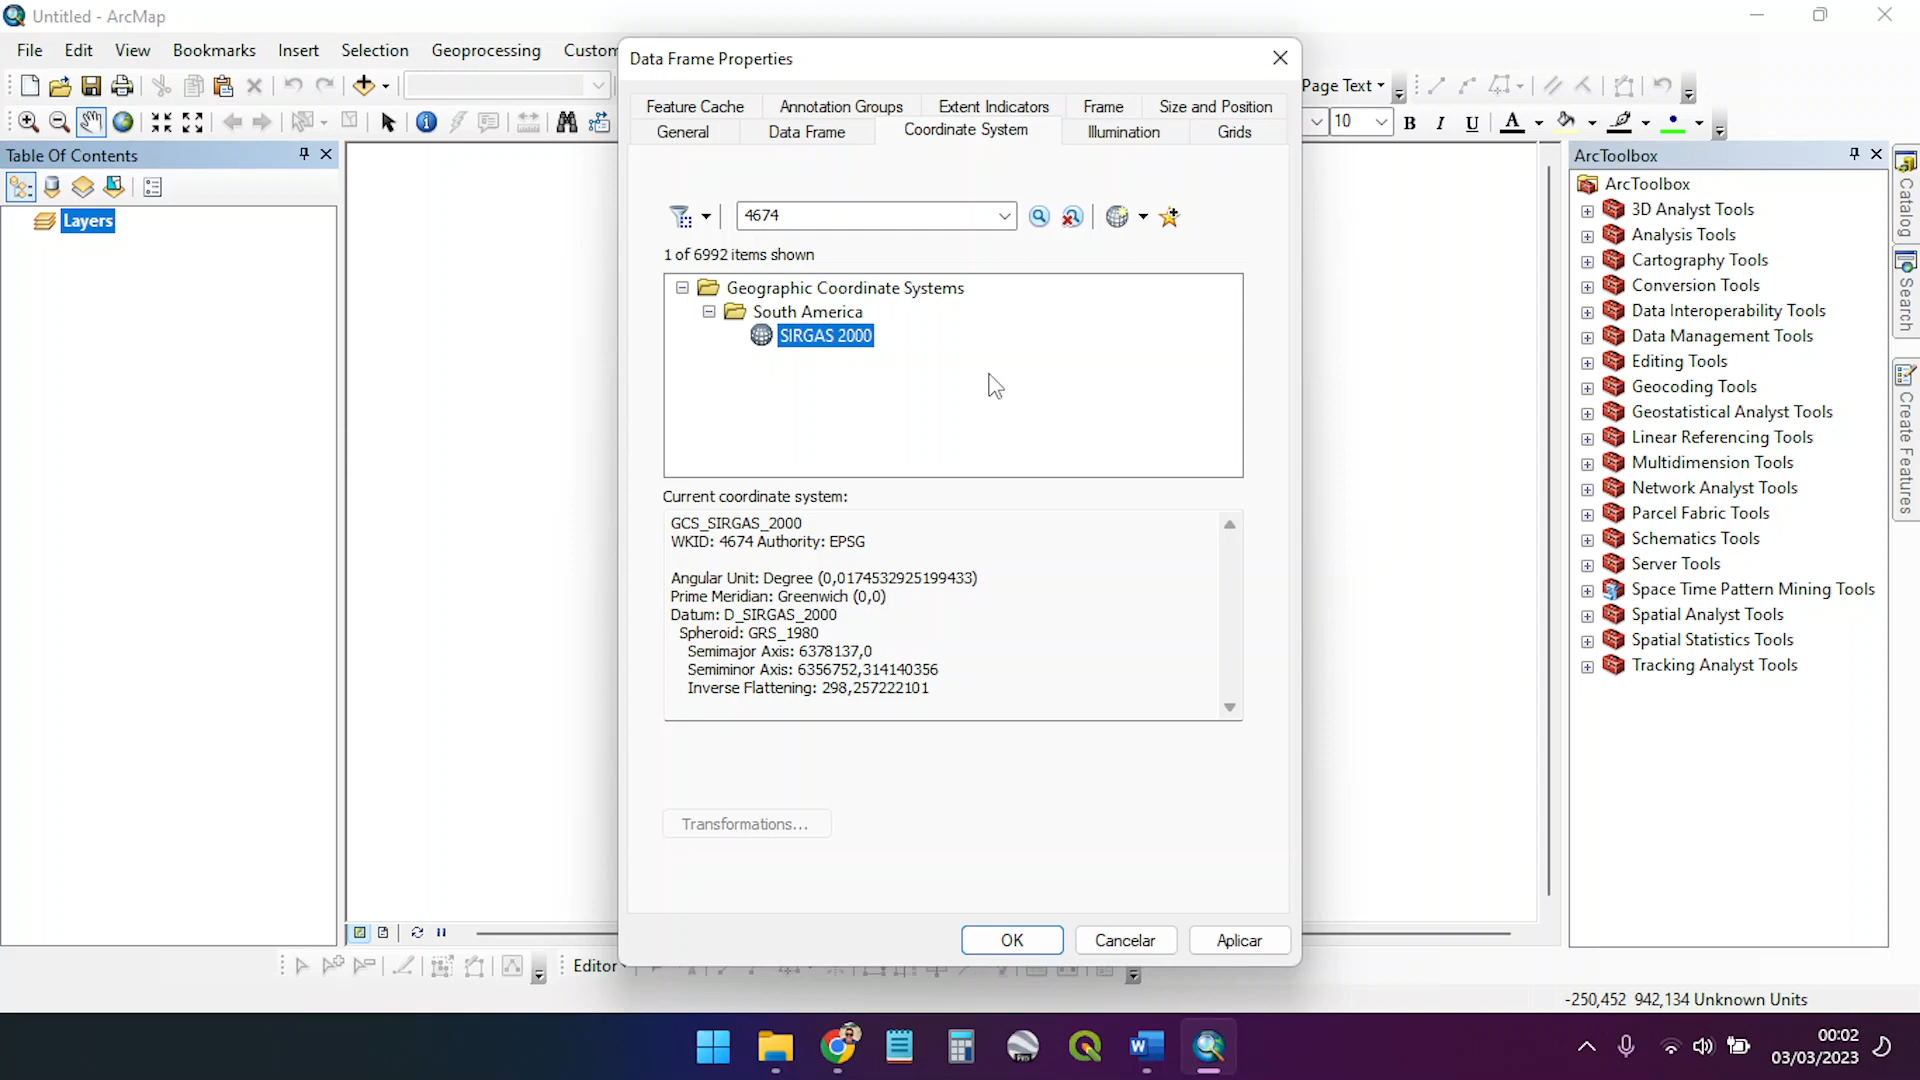 Untitled - ArcMap
File Edit View Bookmarks Insert Selection Geoprocessing Custom
Page Text
10 B I U A
Table Of Contents
Layers
Data Frame Properties
Feature Cache Annotation Groups Extent Indicators Frame Size and Position
General Data Frame Coordinate System Illumination Grids
4674
1 of 6992 items shown
Geographic Coordinate Systems
South America
SIRGAS 2000
Current coordinate system:
GCS_SIRGAS_2000
WKID: 4674 Authority: EPSG
Angular Unit: Degree (0,0174532925199433)
Prime Meridian: Greenwich (0,0)
Datum: D_SIRGAS_2000
Spheroid: GRS_1980
Semimajor Axis: 6378137,0
Semiminor Axis: 6356752,314140356
Inverse Flattening: 298,257222101
Transformations...
OK Cancelar Aplicar
ArcToolbox
ArcToolbox
3D Analyst Tools
Analysis Tools
Cartography Tools
Conversion Tools
Data Interoperability Tools
Data Management Tools
Editing Tools
Geocoding Tools
Geostatistical Analyst Tools
Linear Referencing Tools
Multidimension Tools
Network Analyst Tools
Parcel Fabric Tools
Schematics Tools
Server Tools
Space Time Pattern Mining Tools
Spatial Analyst Tools
Spatial Statistics Tools
Tracking Analyst Tools
Catalog
Search
Create Features
Editor
-250,452 942,134 Unknown Units
00:02
03/03/2023